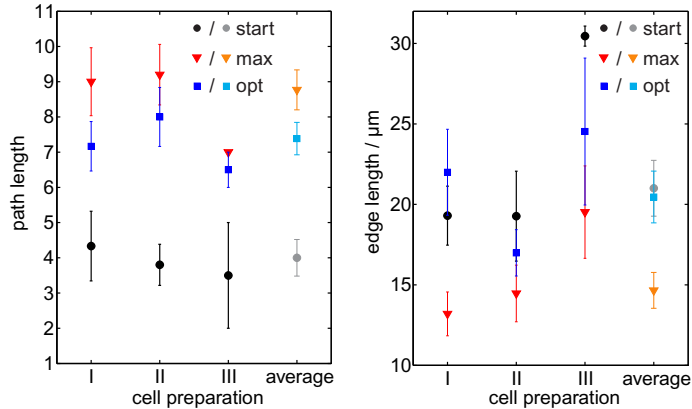 11
10
9
8
7
6
5
4
3
2
1
path length
/ start
/ max
/ opt
I II III average
cell preparation
30
25
20
15
10
edge length / µm
/ start
/ max
/ opt
I II III average
cell preparation